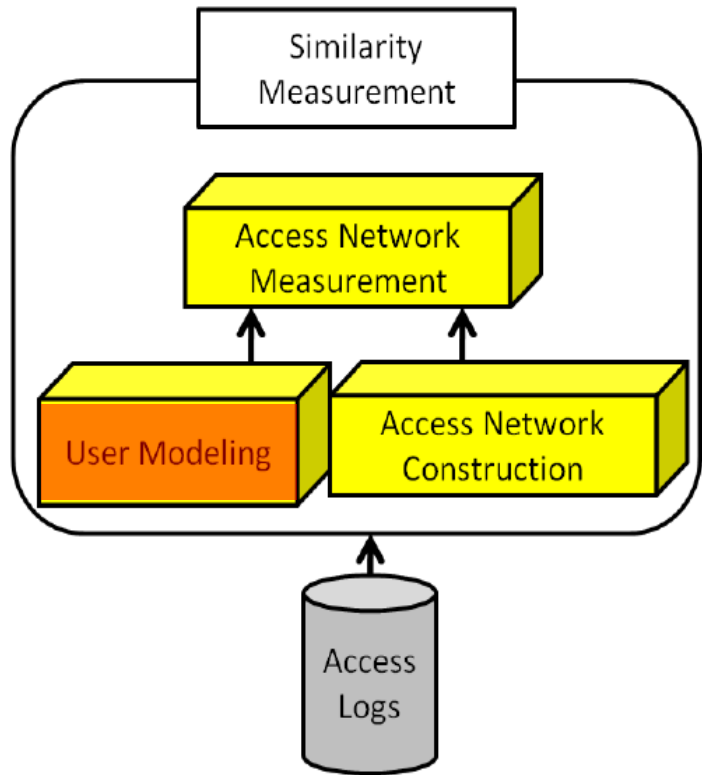 Similarity
Measurement
Access Network
Measurement
User Modeling
Access Network
Construction
Access
Logs